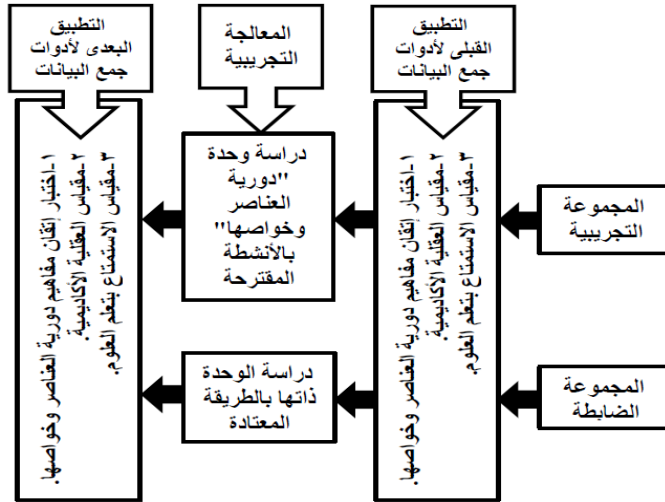 التطبيق
القبلى لأدوات
جمع البيانات
المعالجة
التجريبية
التطبيق
البعدى لأدوات
جمع البيانات
المجموعة
التجريبية
المجموعة
الضابطة
١-اختبار إتقان مفاهيم دورية العناصر وخواصها.
٢-مقياس العقلية الأكاديمية.
٣-مقياس الاستمتاع بتعلم العلوم.
دراسة وحدة
"دورية
العناصر
وخواصها"
بالأنشطة
المقترحة
دراسة الوحدة
ذاتها بالطريقة
المعتادة
١-اختبار إتقان مفاهيم دورية العناصر وخواصها.
٢-مقياس العقلية الأكاديمية.
٣-مقياس الاستمتاع بتعلم العلوم.